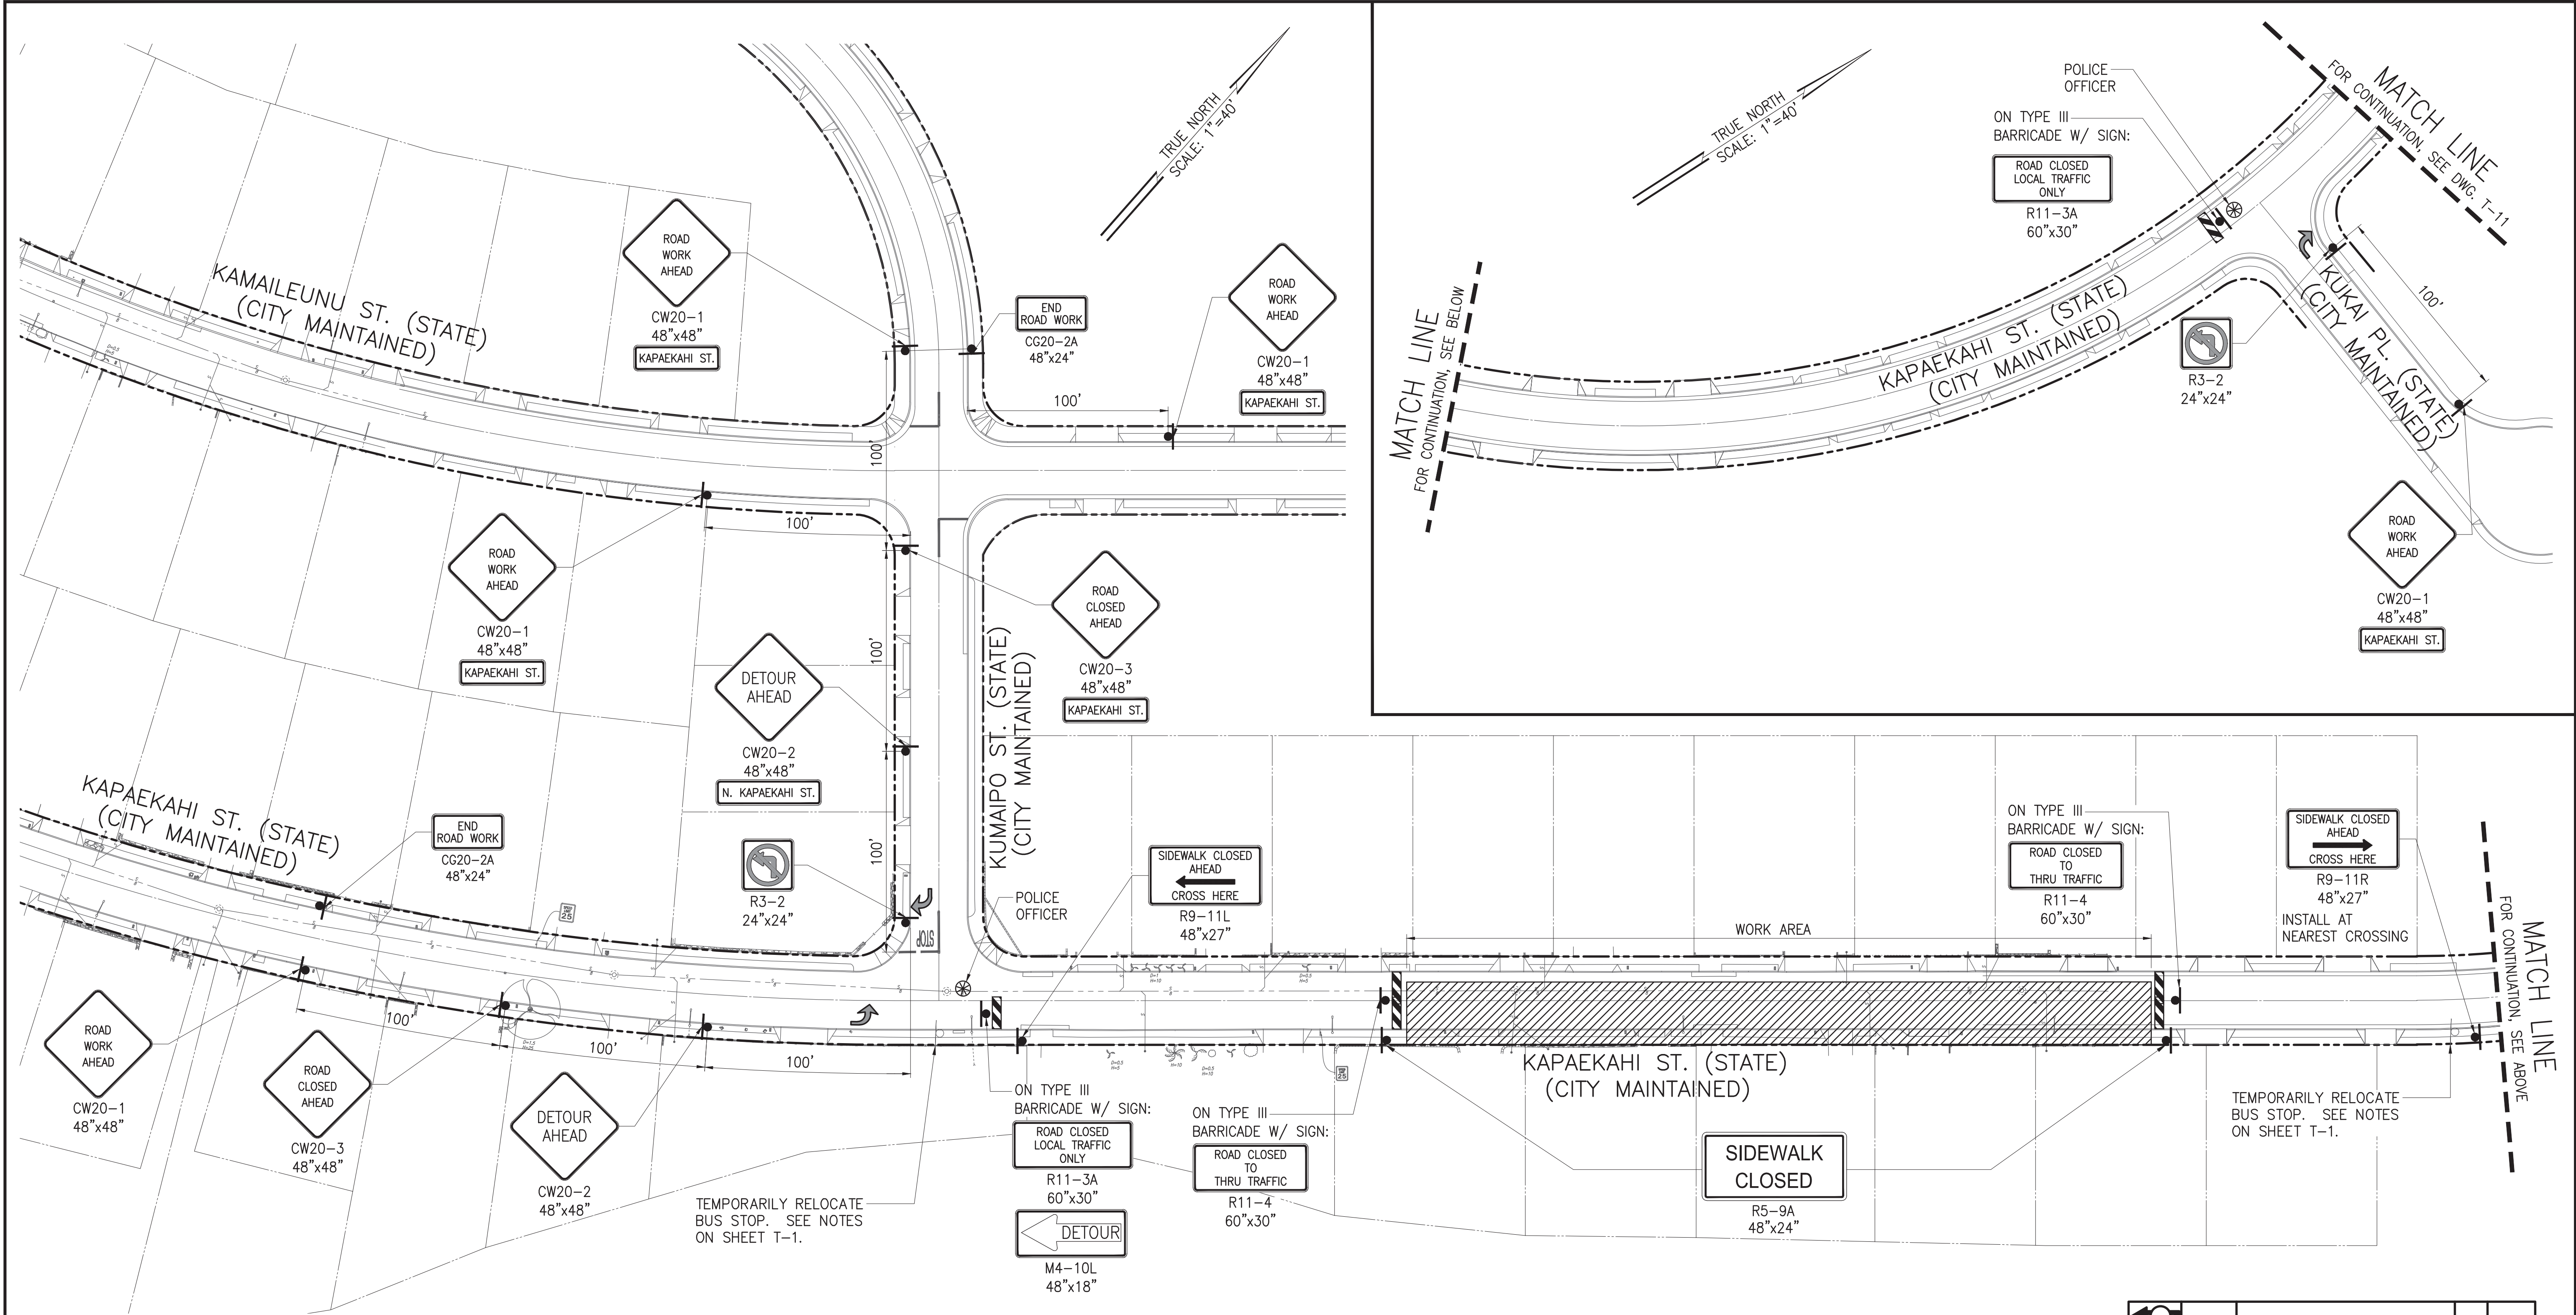 KAMAILEUNU ST. (STATE)
(CITY MAINTAINED)
ROAD
WORK
AHEAD
CW20-1
48"x48"
KAPAEKAHI ST.
TRUE NORTH
SCALE: 1"=40'
END
ROAD WORK
CG20-2A
48"x24"
ROAD
WORK
AHEAD
CW20-1
48"x48"
KAPAEKAHI ST.
100'
100'
100'
ROAD
WORK
AHEAD
CW20-1
48"x48"
KAPAEKAHI ST.
ROAD
CLOSED
AHEAD
CW20-3
48"x48"
KAPAEKAHI ST.
100'
DETOUR
AHEAD
CW20-2
48"x48"
N. KAPAEKAHI ST.
100'
KUMAIPO ST. (STATE)
(CITY MAINTAINED)
R3-2
24"x24"
STOP
POLICE
OFFICER
TRUE NORTH
SCALE: 1"=40'
POLICE
OFFICER
ON TYPE III
BARRICADE W/ SIGN:
ROAD CLOSED
LOCAL TRAFFIC
ONLY
R11-3A
60"x30"
MATCH LINE
FOR CONTINUATION, SEE DWG. T-11
MATCH LINE
FOR CONTINUATION, SEE BELOW
KAPAEKAHI ST. (STATE)
(CITY MAINTAINED)
KUKAI PL. (STATE)
(CITY MAINTAINED)
100'
R3-2
24"x24"
ROAD
WORK
AHEAD
CW20-1
48"x48"
KAPAEKAHI ST.
KAPAEKAHI ST. (STATE)
(CITY MAINTAINED)
END
ROAD WORK
CG20-2A
48"x24"
25
SIDEWALK CLOSED
AHEAD
CROSS HERE
R9-11L
48"x27"
WORK AREA
ON TYPE III
BARRICADE W/ SIGN:
ROAD CLOSED
TO
THRU TRAFFIC
R11-4
60"x30"
SIDEWALK CLOSED
AHEAD
CROSS HERE
R9-11R
48"x27"
INSTALL AT
NEAREST CROSSING
MATCH LINE
FOR CONTINUATION, SEE ABOVE
100'
100'
100'
ROAD
WORK
AHEAD
CW20-1
48"x48"
ROAD
CLOSED
AHEAD
CW20-3
48"x48"
DETOUR
AHEAD
CW20-2
48"x48"
TEMPORARILY RELOCATE
BUS STOP. SEE NOTES
ON SHEET T-1.
ON TYPE III
BARRICADE W/ SIGN:
ROAD CLOSED
LOCAL TRAFFIC
ONLY
R11-3A
60"x30"
DETOUR
M4-10L
48"x18"
ON TYPE III
BARRICADE W/ SIGN:
ROAD CLOSED
TO
THRU TRAFFIC
R11-4
60"x30"
25
KAPAEKAHI ST. (STATE)
(CITY MAINTAINED)
SIDEWALK
CLOSED
R5-9A
48"x24"
TEMPORARILY RELOCATE
BUS STOP. SEE NOTES
ON SHEET T-1.